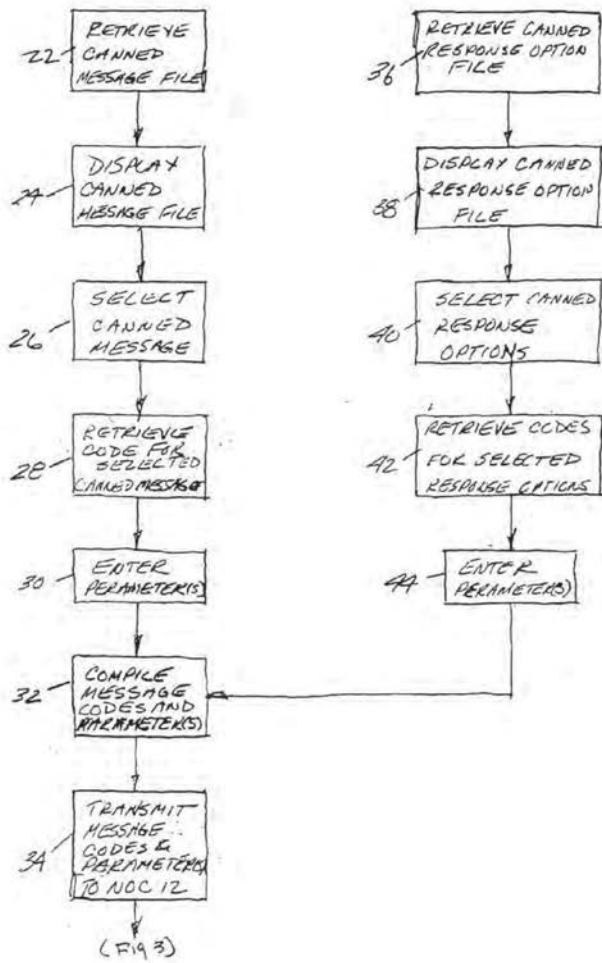 22
RETRIEVE
CANNED
MESSAGE FILE
24
DISPLAY
CANNED
MESSAGE FILE
26
SELECT
CANNED
MESSAGE
28
RETRIEVE
CODE FOR
SELECTED
CANNED MESSAGE
30
ENTER
PERAMETER(S)
32
COMPILE
MESSAGE
CODES AND
PARAMETER(S)
34
TRANSMIT
MESSAGE
CODES &
PARAMETER(S)
TO NOC 12
(Fig 3)
36
RETRIEVE CANNED
RESPONSE OPTION
FILE
38
DISPLAY CANNED
RESPONSE OPTION
FILE
40
SELECT CANNED
RESPONSE
OPTIONS
42
RETRIEVE CODES
FOR SELECTED
RESPONSE OPTIONS
44
ENTER
PERAMETER(S)